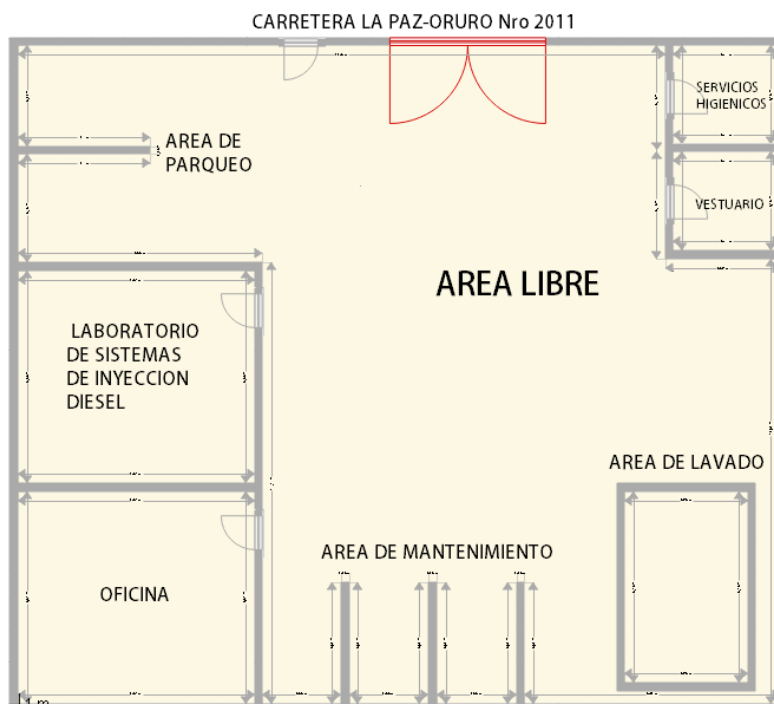 CARRETERA LA PAZ-ORURO Nro 2011
SERVICIOS
HIGIENICOS
AREA DE
PARQUEO
VESTUARIO
AREA LIBRE
LABORATORIO
DE SISTEMAS
DE INYECCION
DIESEL
AREA DE LAVADO
AREA DE MANTENIMIENTO
OFICINA
1 m